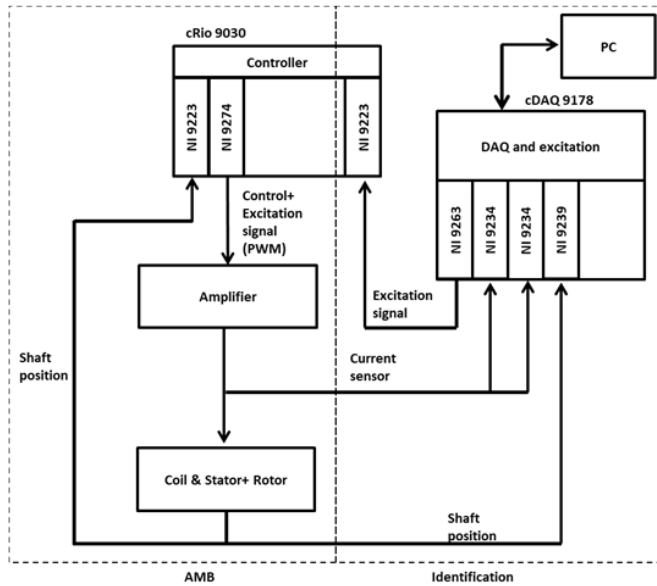 cRio 9030
Controller
NI 9223
NI 9274
NI 9223
Control+
Excitation
signal
(PWM)
Amplifier
Shaft
position
Coil & Stator+ Rotor
AMB
PC
cDAQ 9178
DAQ and excitation
NI 9263
NI 9234
NI 9234
NI 9239
Excitation
signal
Current
sensor
Shaft
position
Identification